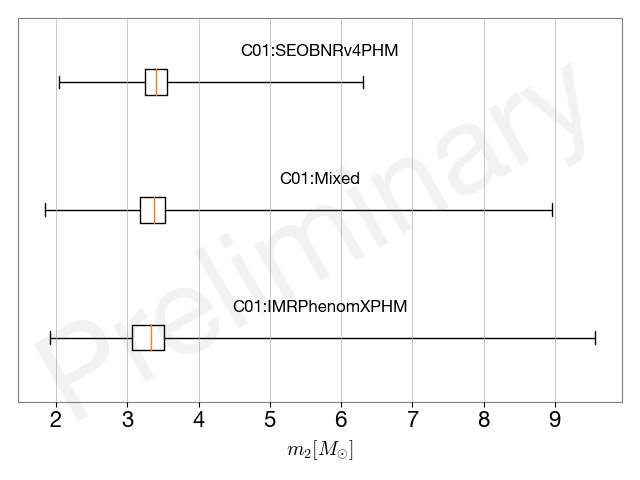 C01:SEOBNRv4PHM
C01:Mixed
C01:IMRPhenomXPHM
Preliminary
2 3 4 5 6 7 8 9
m₂[M⊙]